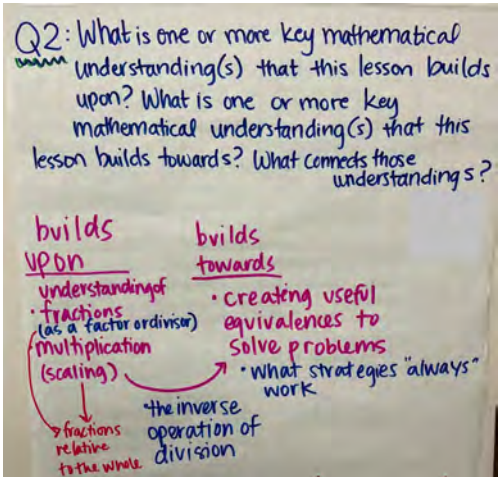 Q2: What is one or more key mathematical
understanding(s) that this lesson builds
upon? What is one or more key
mathematical understanding(s) that this
lesson builds towards? What connects those
understandings?
builds
upon
understanding of
• fractions
(as a factor or divisor)
multiplication
(scaling)
fractions
relative
to the whole
builds
towards
• creating useful
equivalences to
solve problems
• what strategies "always"
work
• the inverse
operation of
division